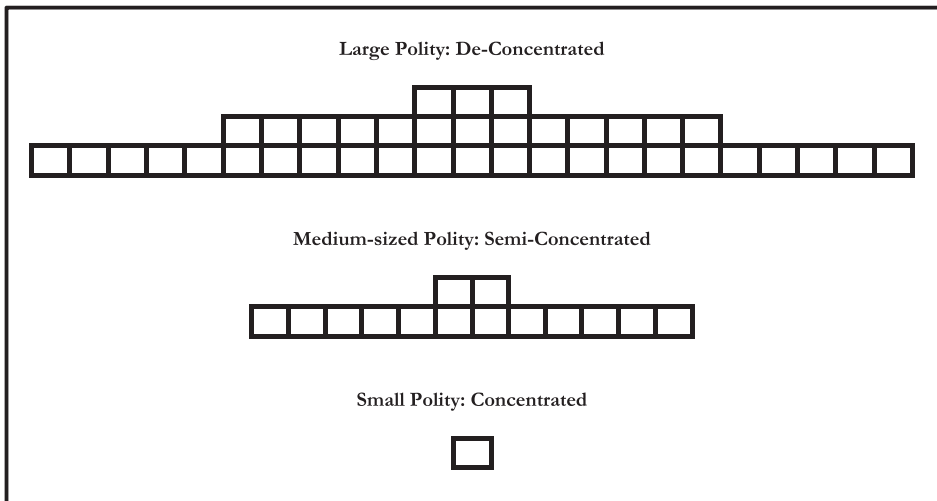 Large Polity: De-Concentrated
Medium-sized Polity: Semi-Concentrated
Small Polity: Concentrated